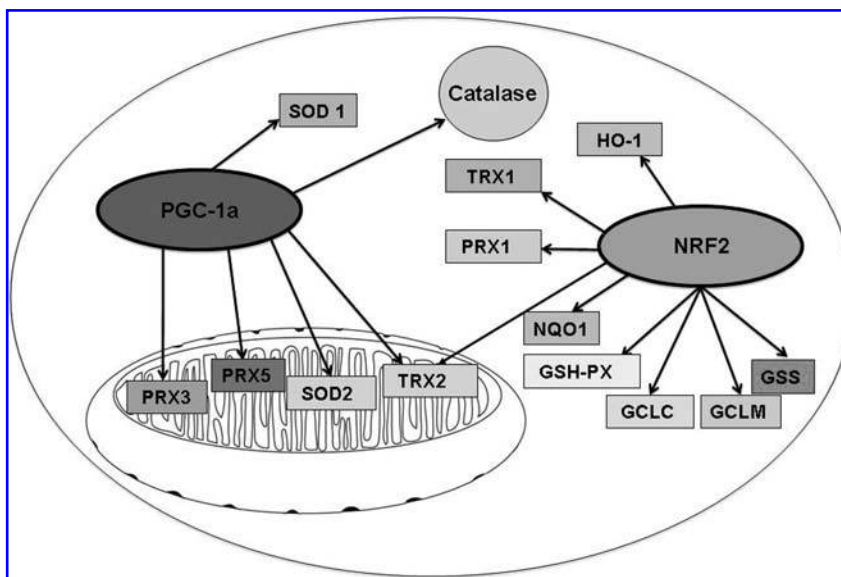 Catalase
SOD 1
HO-1
TRX1
PGC-1a
PRX1
NRF2
NQO1
PRX5
TRX2
GSH-PX
GSS
PRX3
SOD2
GCLC
GCLM